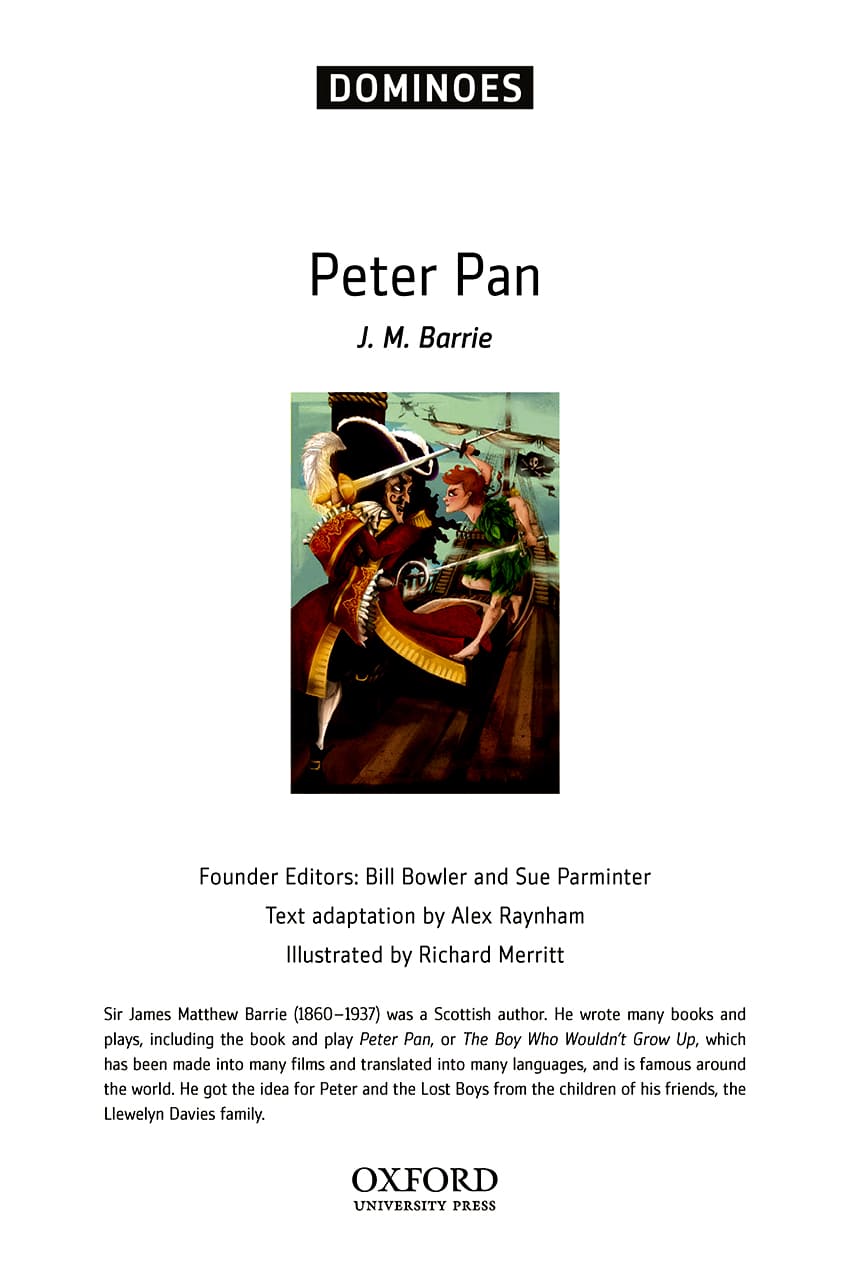 DOMINOES
Peter Pan
J. M. Barrie
Founder Editors: Bill Bowler and Sue Parminter
Text adaptation by Alex Raynham
Illustrated by Richard Merritt
Sir James Matthew Barrie (1860–1937) was a Scottish author. He wrote many books and
plays, including the book and play Peter Pan, or The Boy Who Wouldn't Grow Up, which
has been made into many films and translated into many languages, and is famous around
the world. He got the idea for Peter and the Lost Boys from the children of his friends, the
Llewelyn Davies family.
OXFORD
UNIVERSITY PRESS